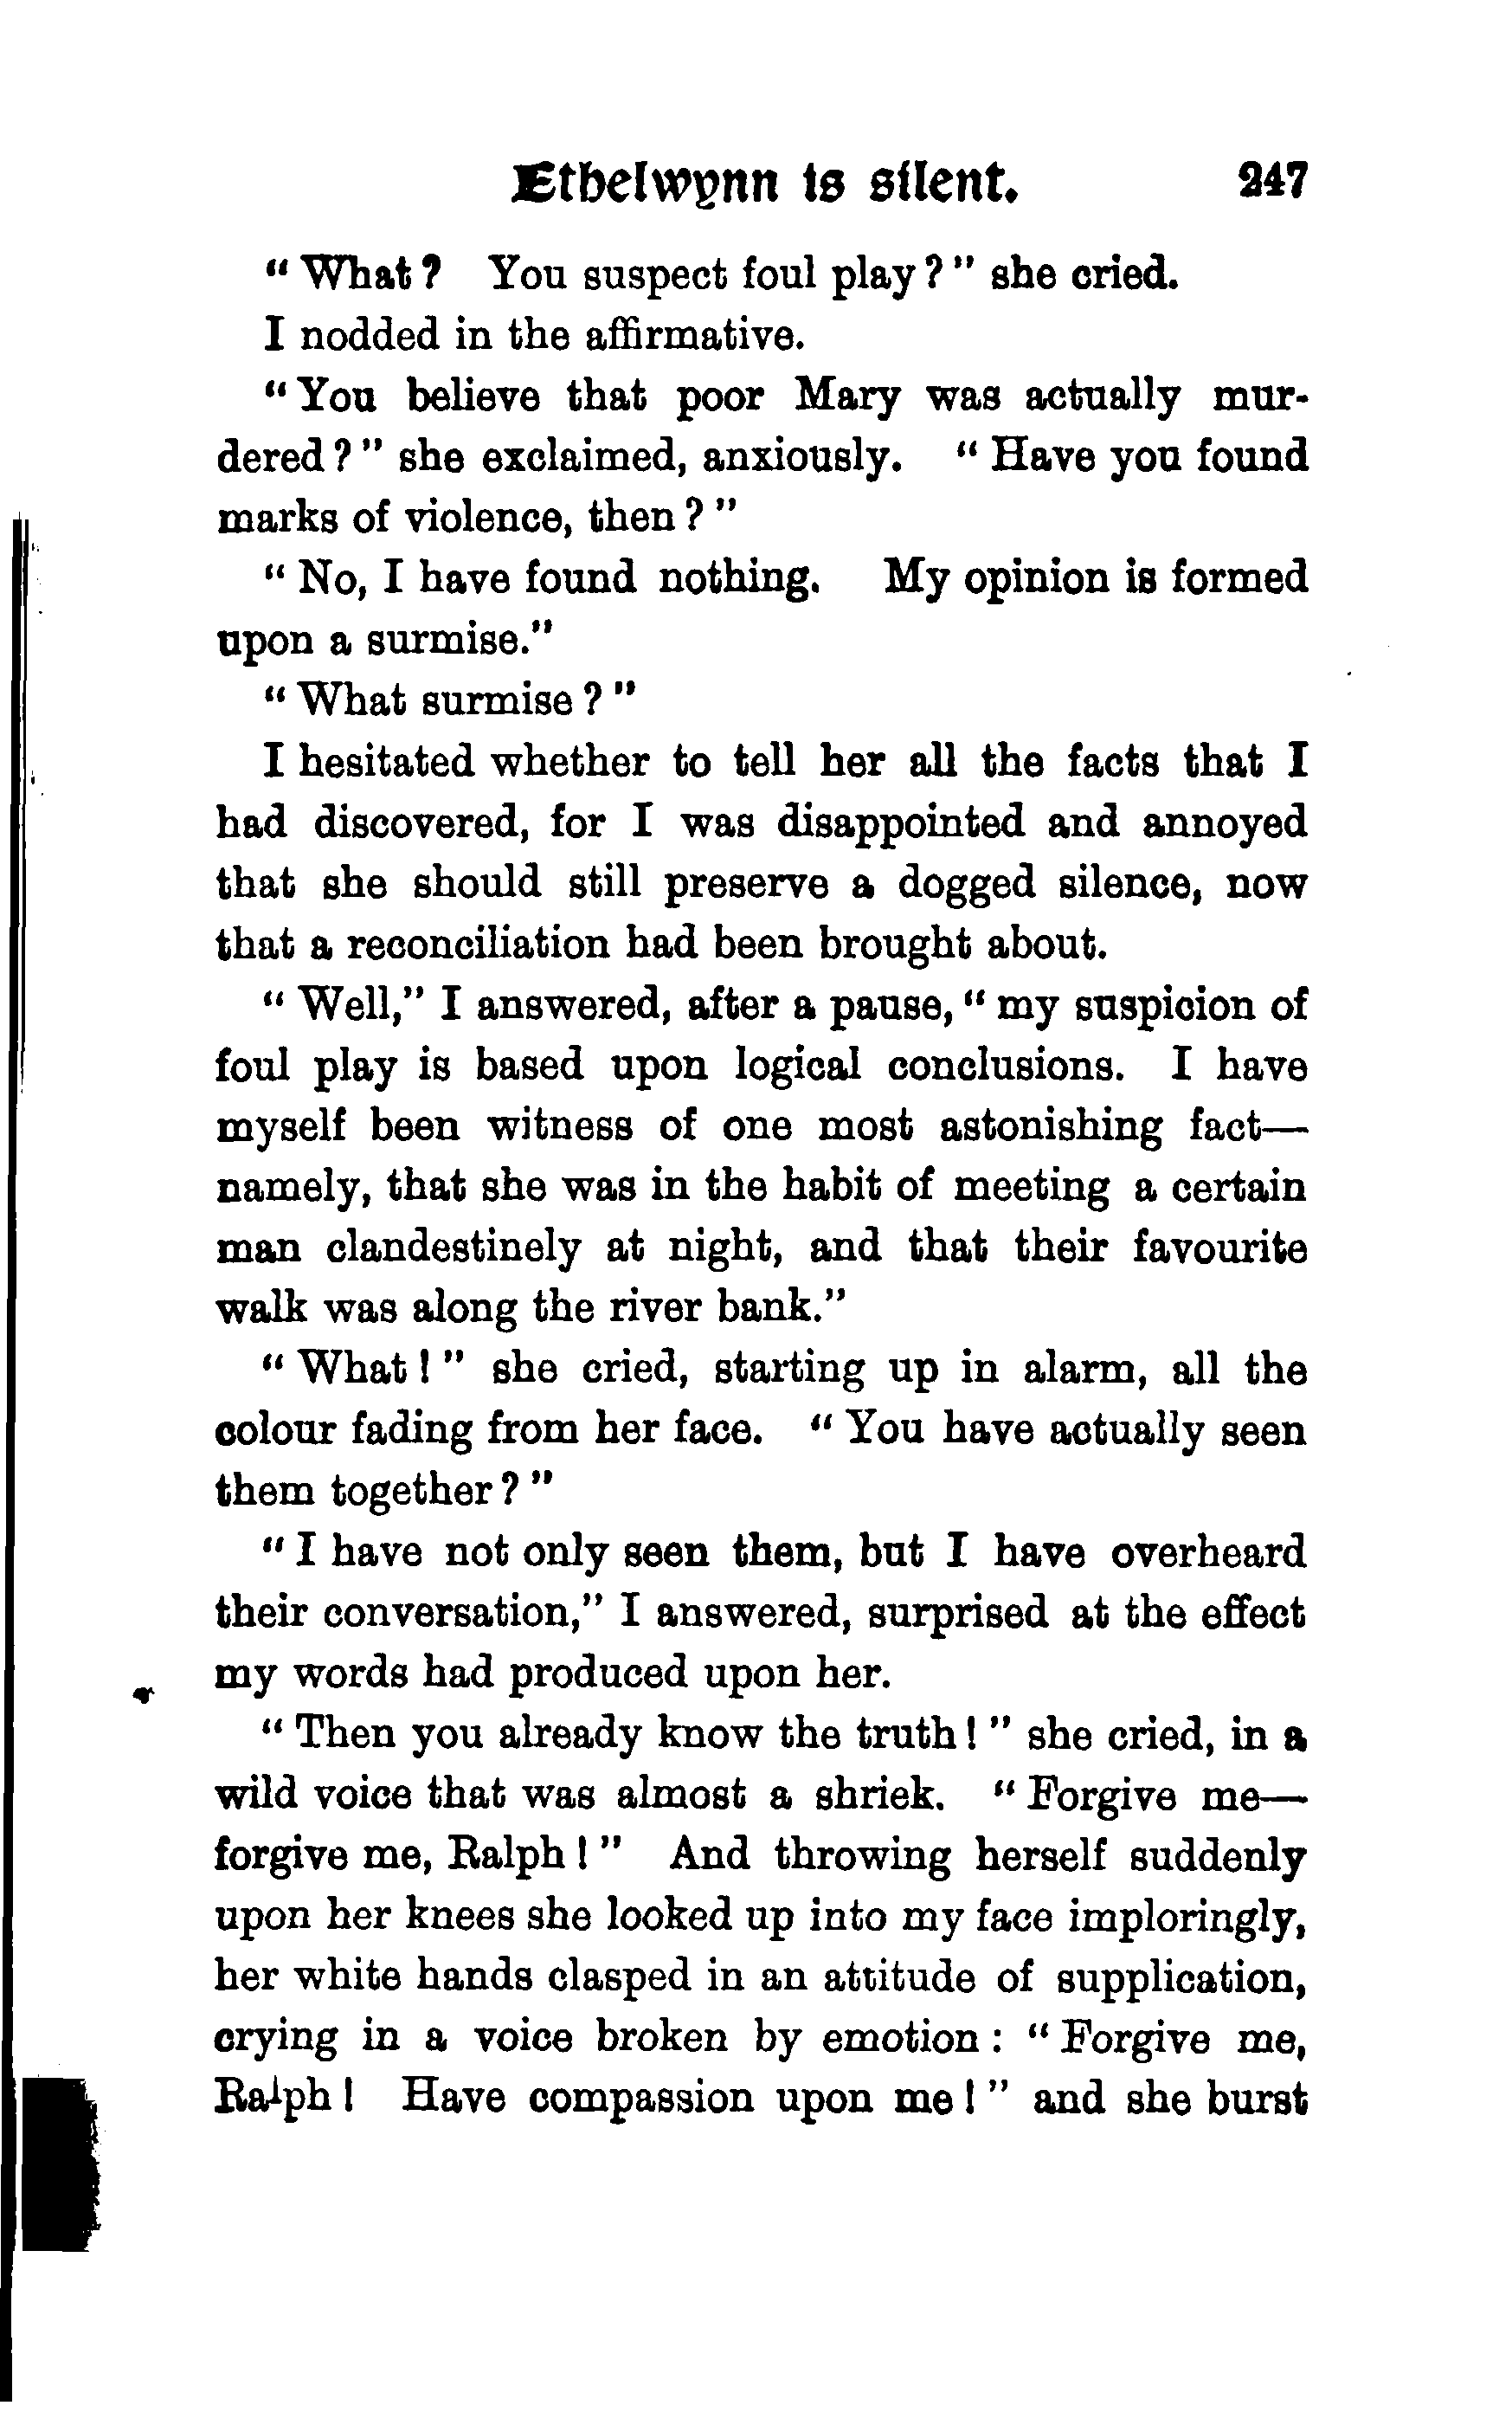 Ethelwynn is silent. 247
“ What ? You suspect foul play ? ” she cried.
I nodded in the affirmative.
“ You believe that poor Mary was actually mur-
dered ? ” she exclaimed, anxiously. “ Have you found
marks of violence, then ? ”
“ No, I have found nothing. My opinion is formed
upon a surmise.”
“ What surmise ? ”
I hesitated whether to tell her all the facts that I
had discovered, for I was disappointed and annoyed
that she should still preserve a dogged silence, now
that a reconciliation had been brought about.
“ Well,” I answered, after a pause, “ my suspicion of
foul play is based upon logical conclusions. I have
myself been witness of one most astonishing fact—
namely, that she was in the habit of meeting a certain
man clandestinely at night, and that their favourite
walk was along the river bank.”
“ What ! ” she cried, starting up in alarm, all the
colour fading from her face. “ You have actually seen
them together ? ”
“ I have not only seen them, but I have overheard
their conversation,” I answered, surprised at the effect
my words had produced upon her.
“ Then you already know the truth ! ” she cried, in a
wild voice that was almost a shriek. “ Forgive me—
forgive me, Ralph ! ” And throwing herself suddenly
upon her knees she looked up into my face imploringly,
her white hands clasped in an attitude of supplication,
crying in a voice broken by emotion : “ Forgive me,
Ralph ! Have compassion upon me ! ” and she burst